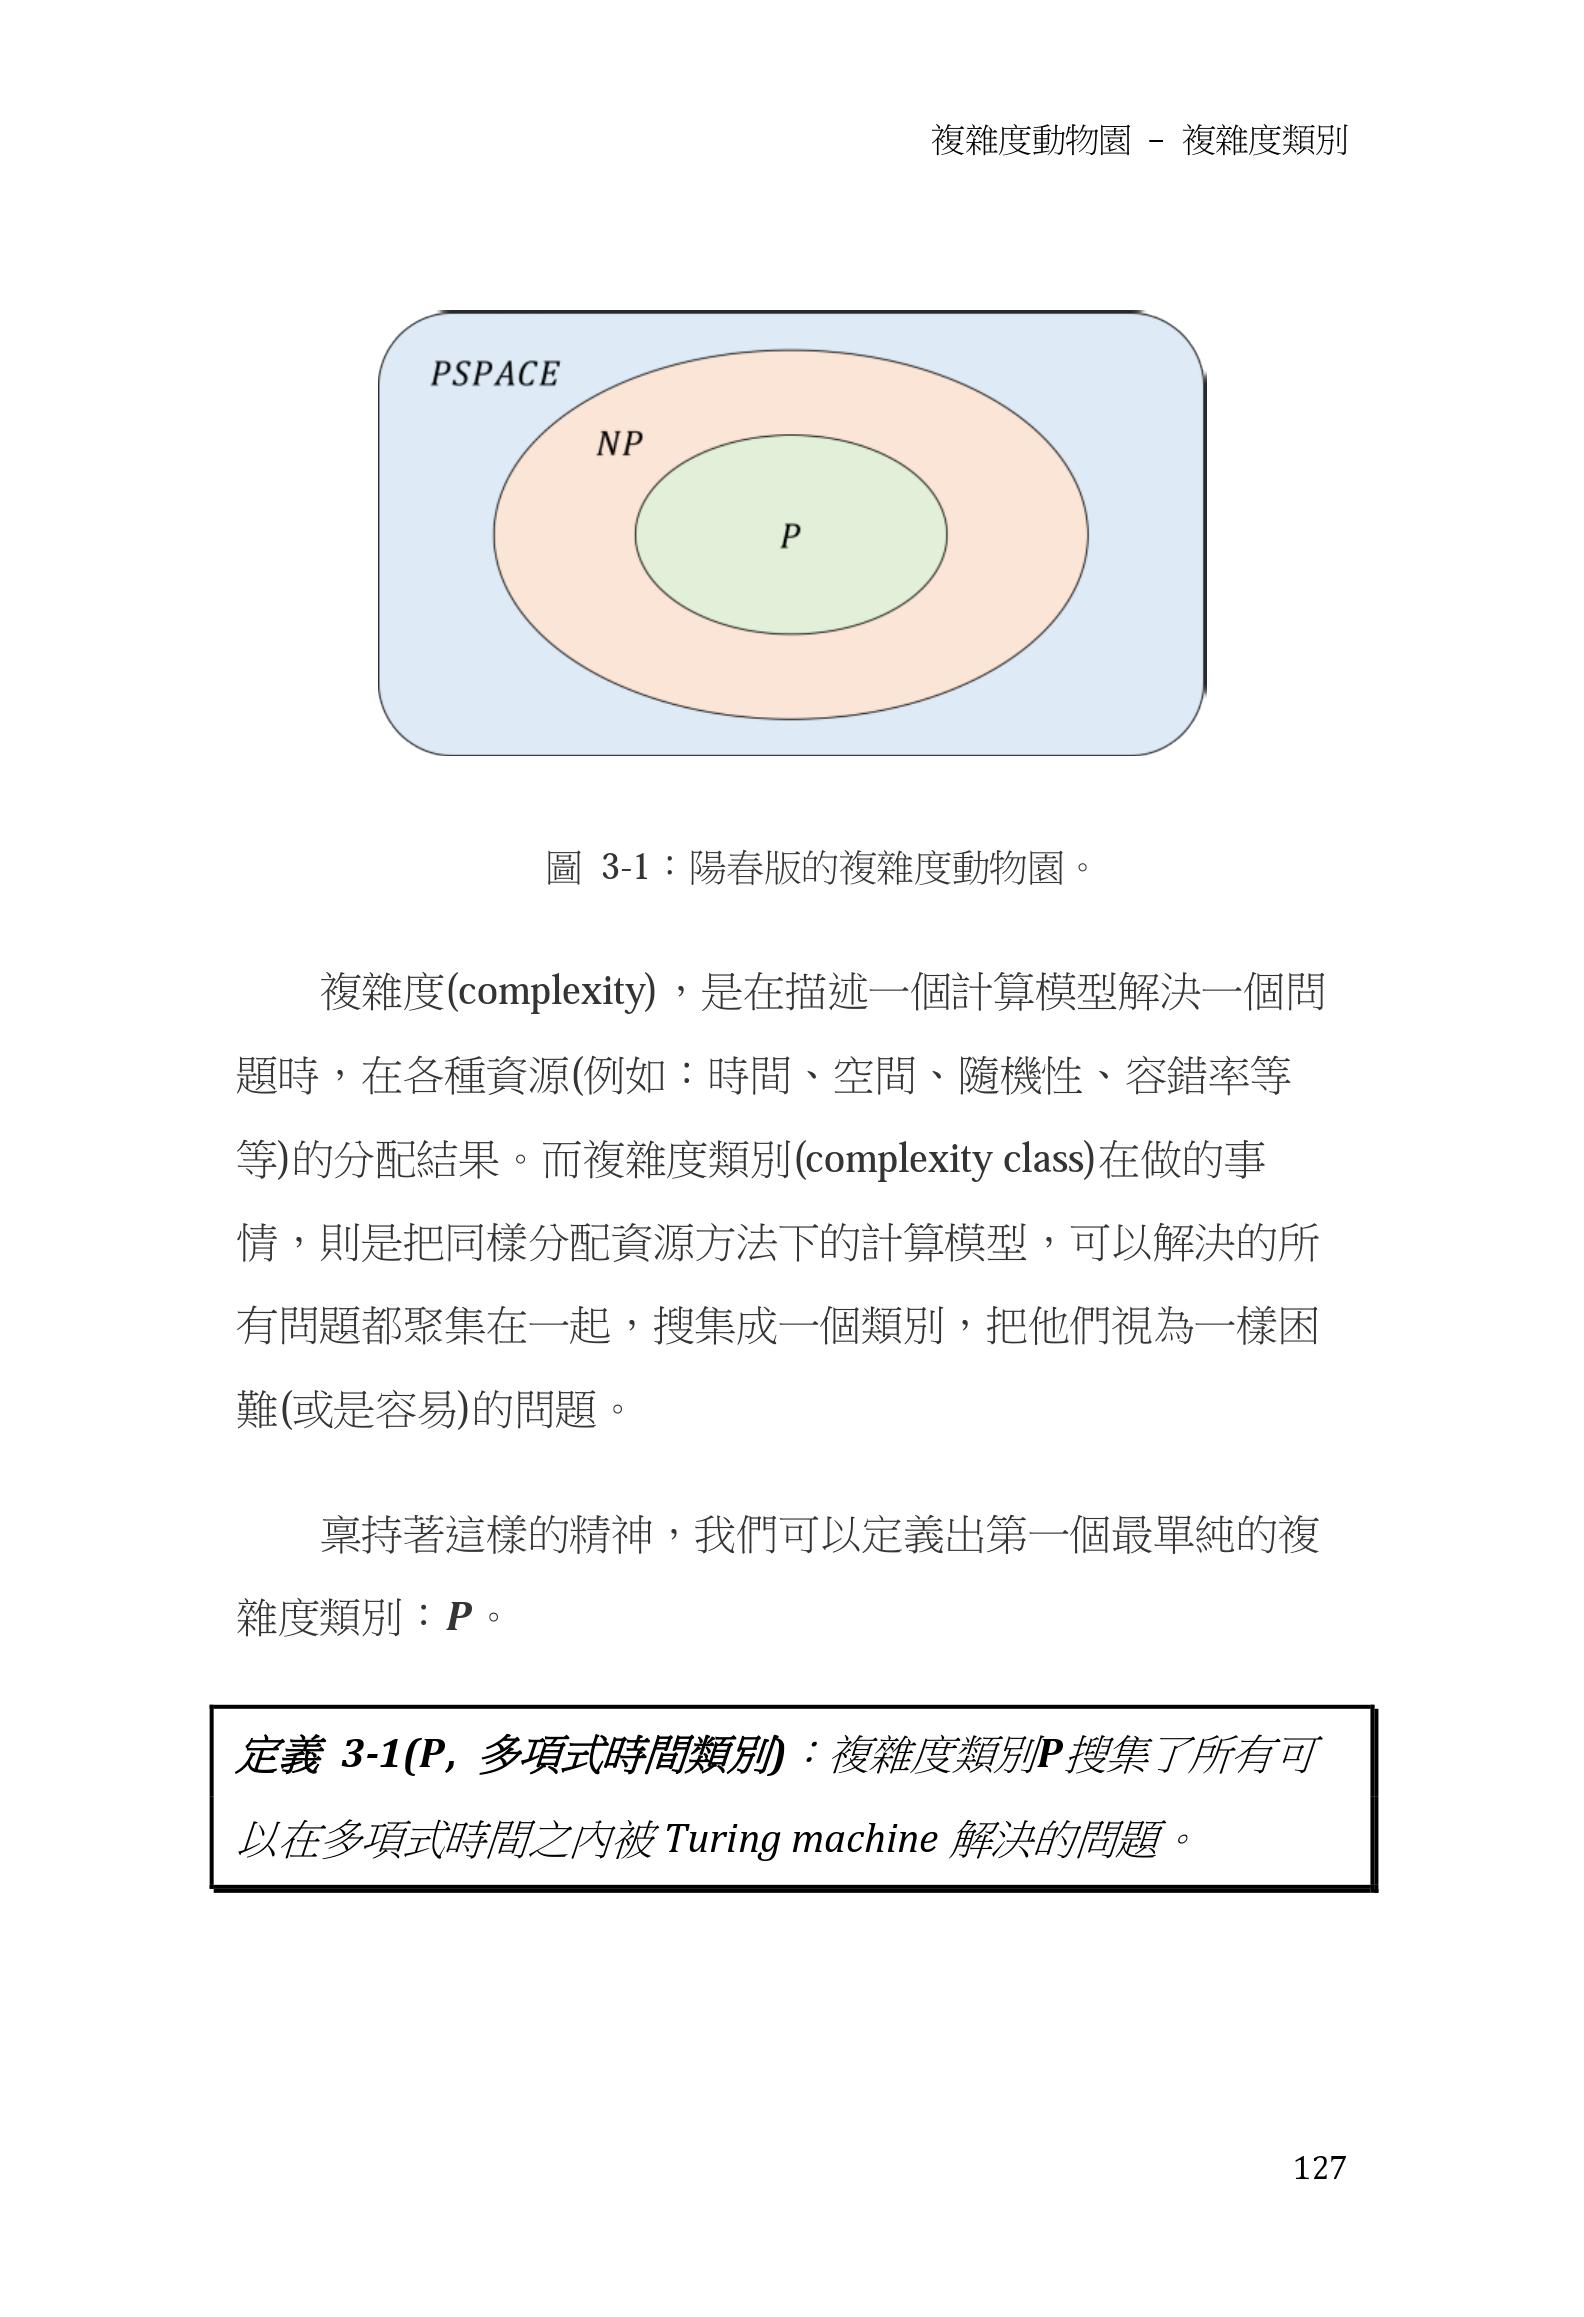 複雜度動物園 – 複雜度類別
PSPACE
NP
P
圖 3-1：陽春版的複雜度動物園。
複雜度(complexity)，是在描述一個計算模型解決一個問
題時，在各種資源(例如：時間、空間、隨機性、容錯率等
等)的分配結果。而複雜度類別(complexity class)在做的事
情，則是把同樣分配資源方法下的計算模型，可以解決的所
有問題都聚集在一起，搜集成一個類別，把他們視為一樣困
難(或是容易)的問題。
稟持著這樣的精神，我們可以定義出第一個最單純的複
雜度類別：P。
定義 3-1(P, 多項式時間類別)：複雜度類別P搜集了所有可
以在多項式時間之內被 Turing machine 解決的問題。
127